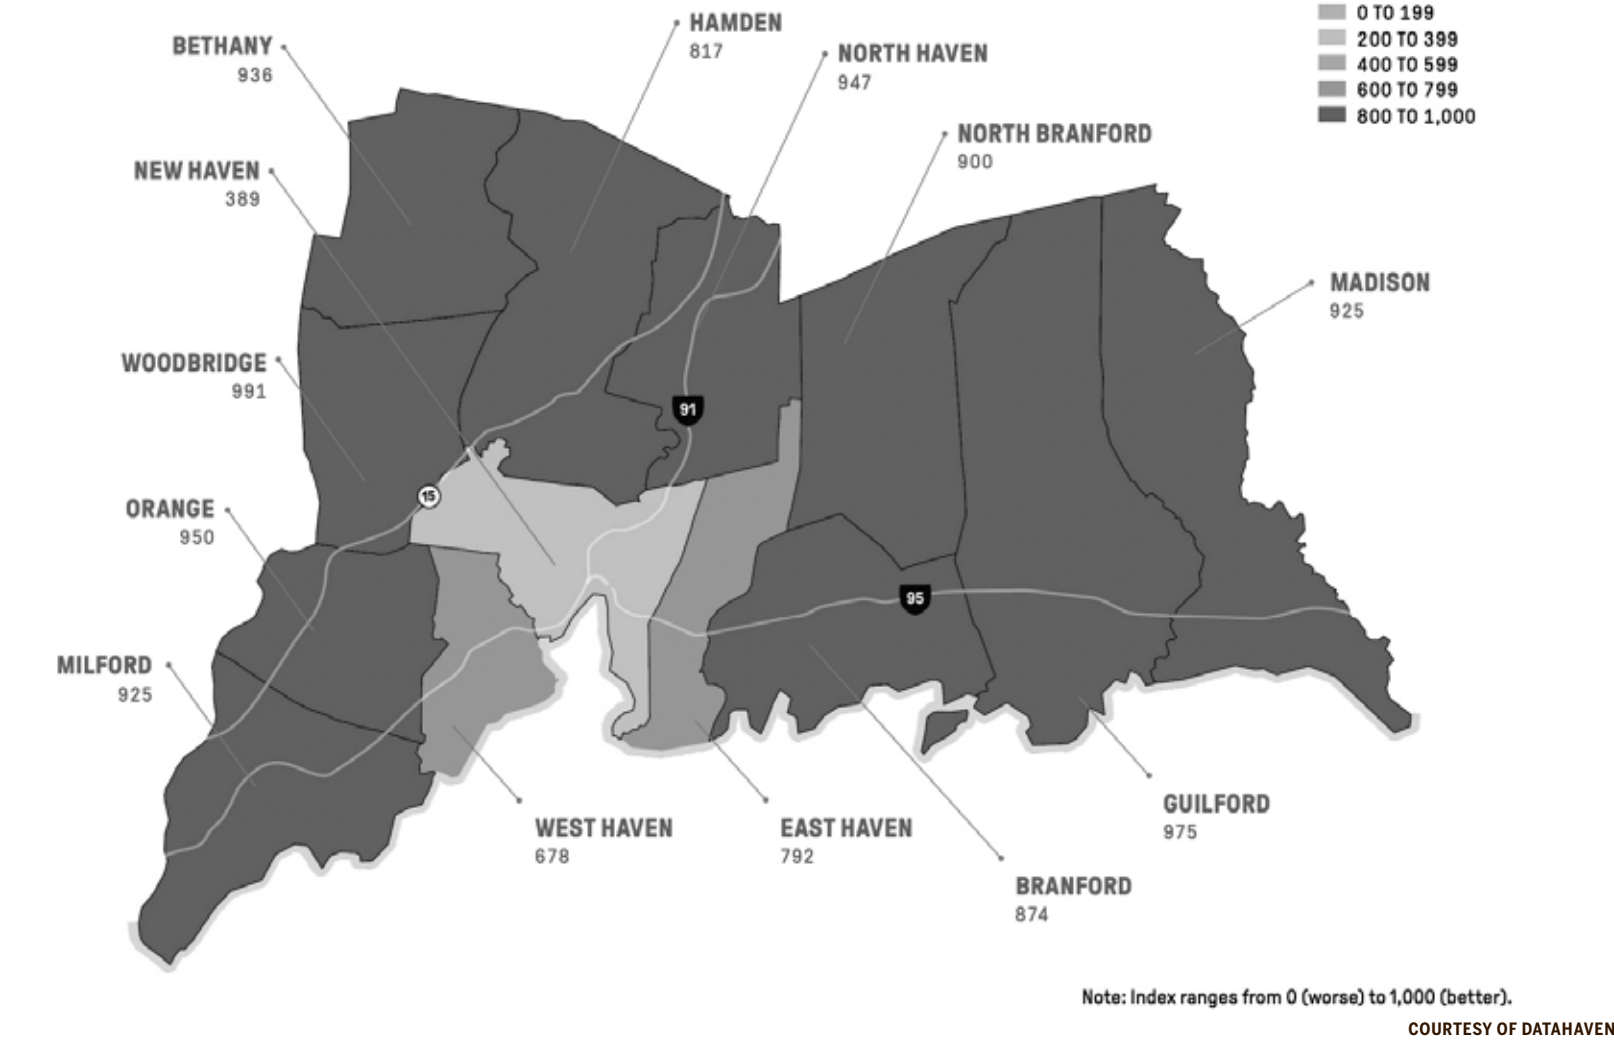 HAMDEN
817
BETHANY
936
NORTH HAVEN
947
0 TO 199
200 TO 399
400 TO 599
600 TO 799
800 TO 1,000
NORTH BRANFORD
900
NEW HAVEN
389
MADISON
925
WOODBRIDGE
991
91
15
ORANGE
950
95
MILFORD
925
WEST HAVEN
678
EAST HAVEN
792
GUILFORD
975
BRANFORD
874
Note: Index ranges from 0 (worse) to 1,000 (better).
COURTESY OF DATAHAVEN